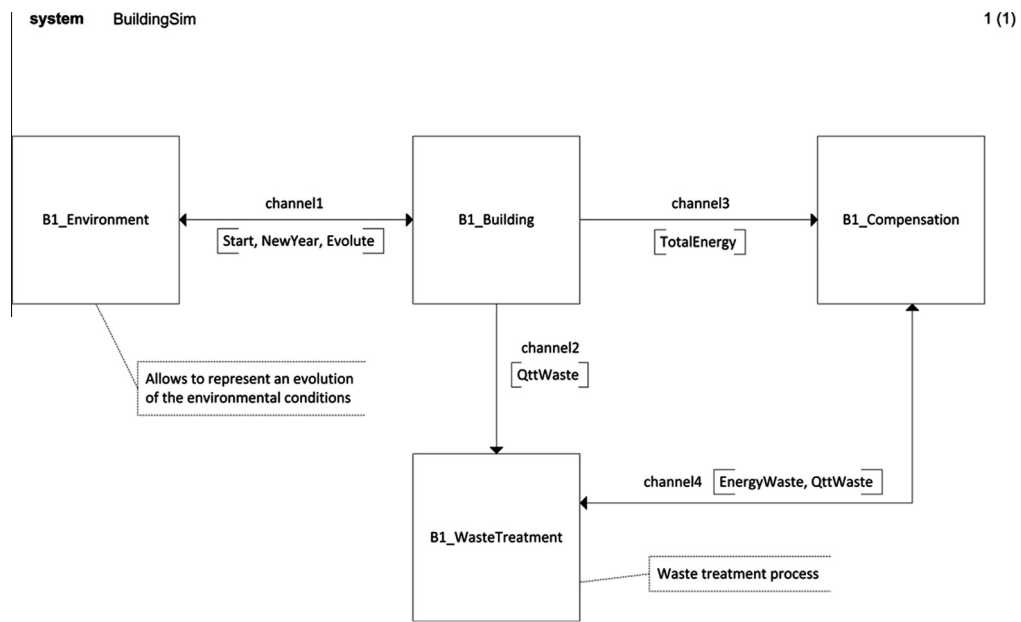 system BuildingSim 1 (1)
channel1
channel3
B1_Environment
B1_Building
B1_Compensation
[Start, NewYear, Evolute]
[TotalEnergy]
channel2
[QttWaste]
Allows to represent an evolution
of the environmental conditions
channel4 [EnergyWaste, QttWaste]
B1_WasteTreatment
Waste treatment process